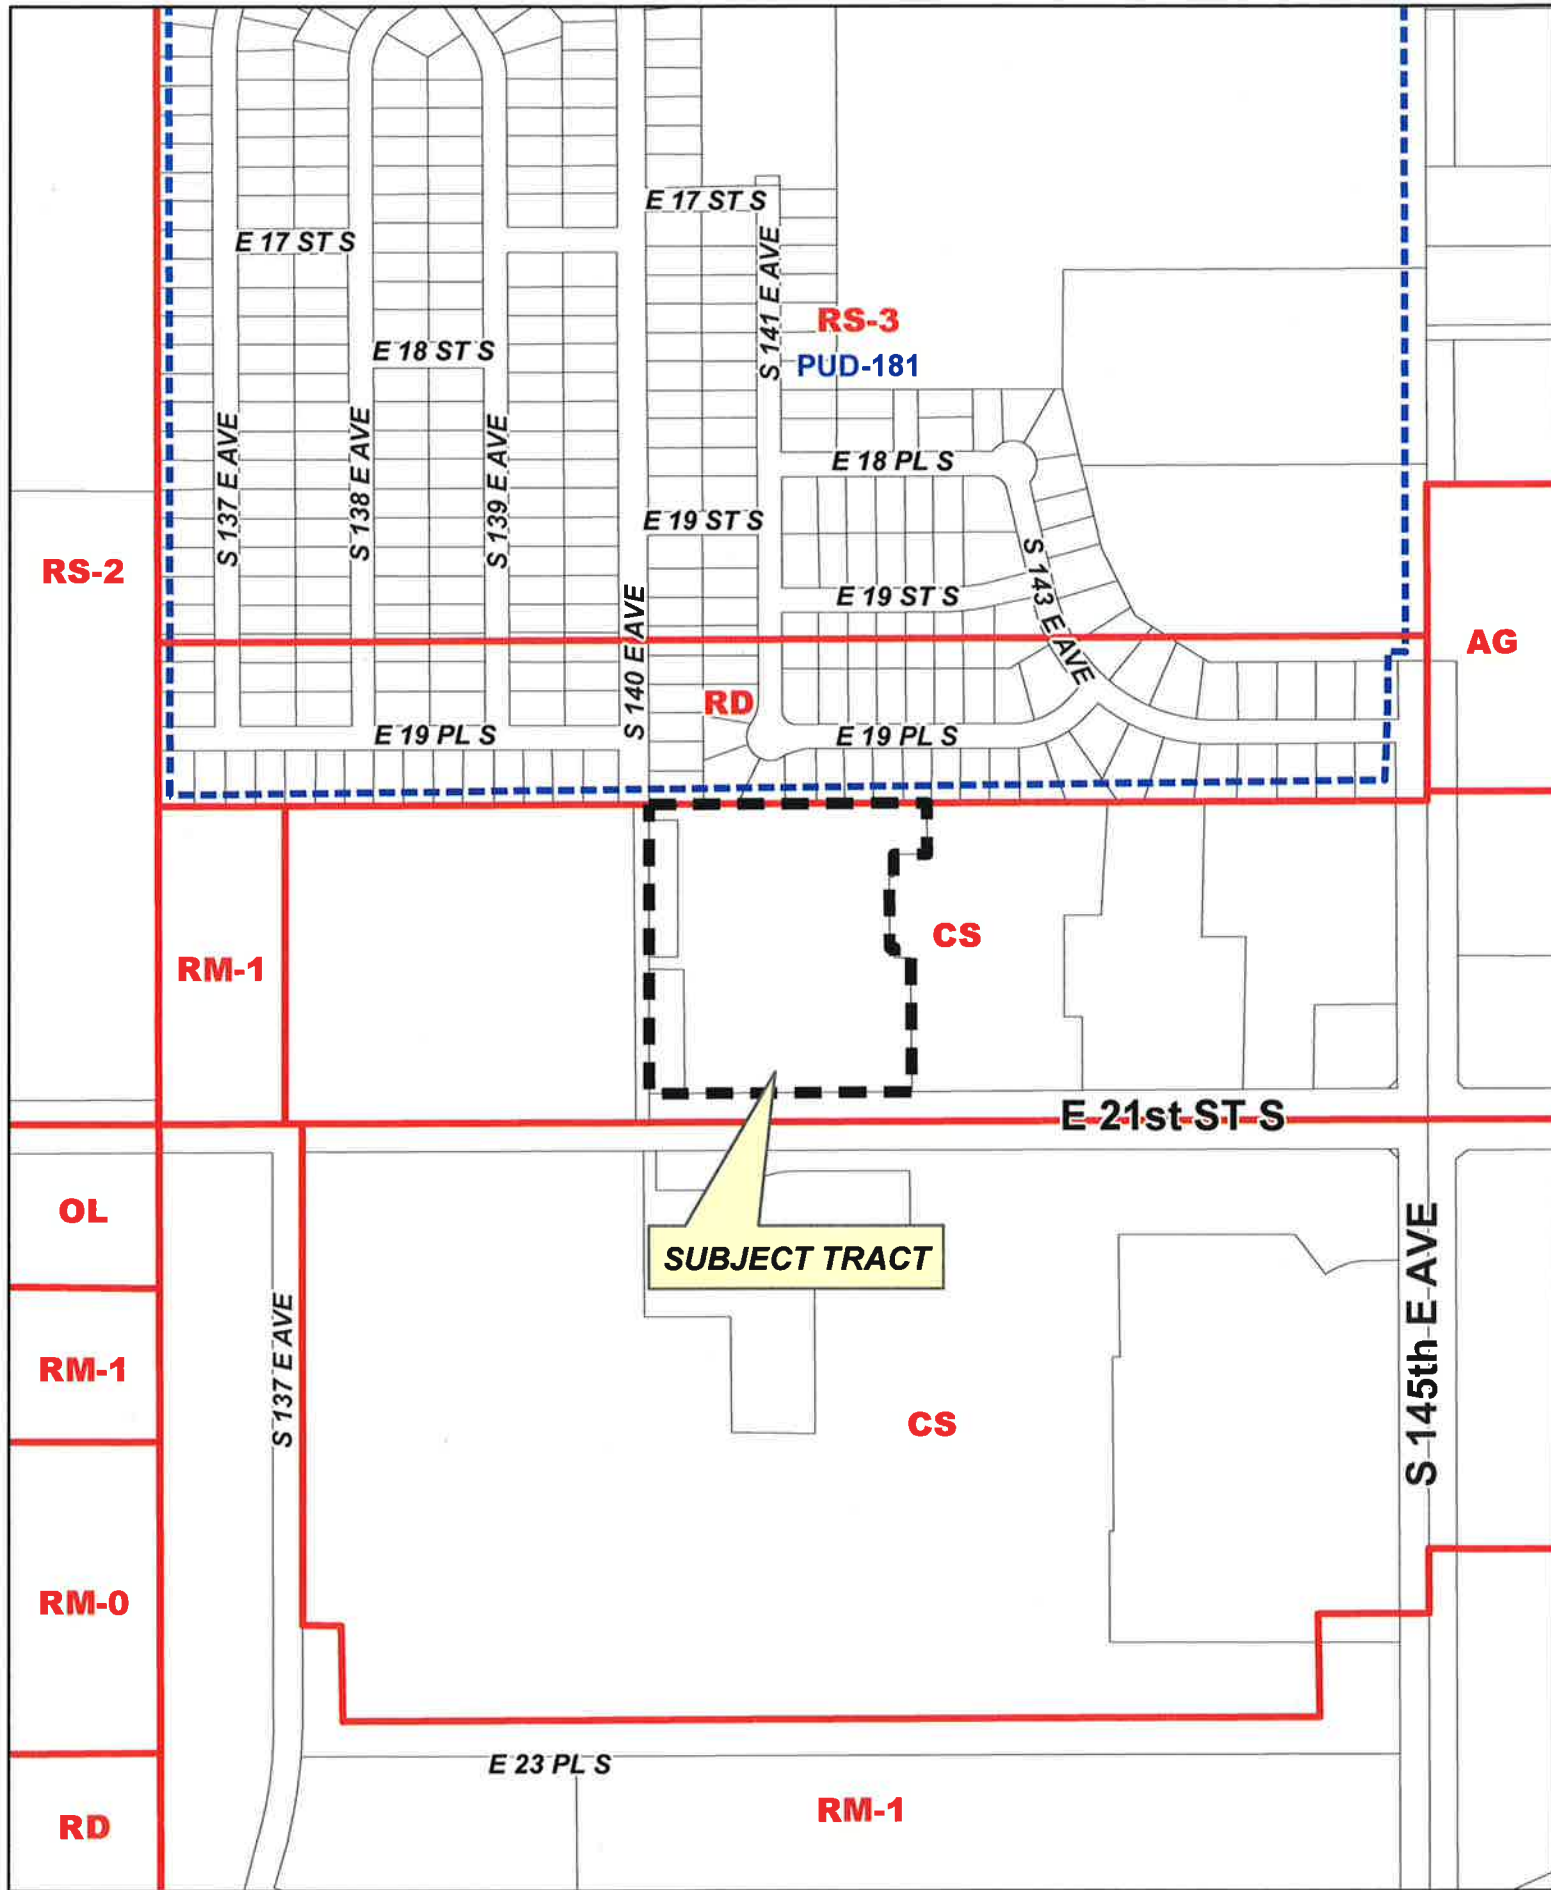 E 17 ST S
E 17 ST S
S 141 E AVE
RS-3
PUD-181
E 18 ST S
S 137 E AVE
S 138 E AVE
S 139 E AVE
E 18 PL S
E 19 ST S
RS-2
S 143 E AVE
E 19 ST S
S 140 E AVE
AG
RD
E 19 PL S
E 19 PL S
CS
RM-1
E 21st ST S
OL
SUBJECT TRACT
S 145th E AVE
S 137 E AVE
RM-1
CS
RM-0
E 23 PL S
RM-1
RD